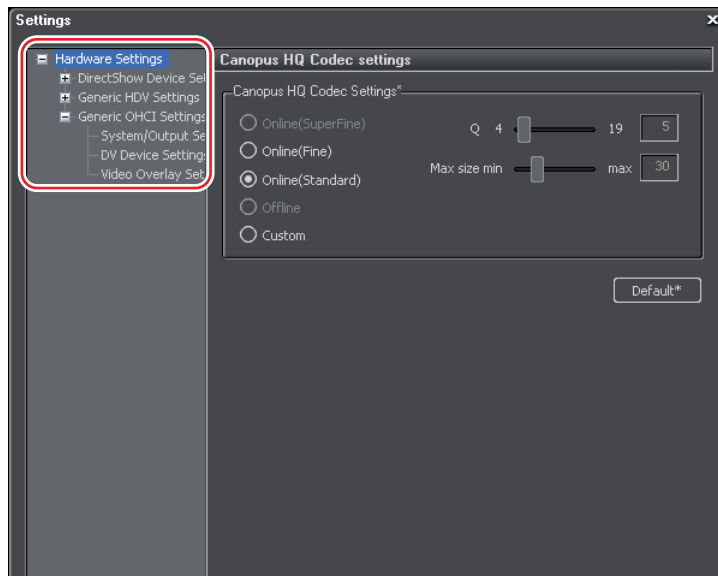 Settings
x
Hardware Settings
DirectShow Device Set
Generic HDV Settings
Generic OHCI Settings
System/Output Se
DV Device Setting
Video Overlay Set
Canopus HQ Codec settings
Canopus HQ Codec Settings*
Online(SuperFine)
Online(Fine)
Online(Standard)
Offline
Custom
Q 4 19 5
Max size min max 30
Default*